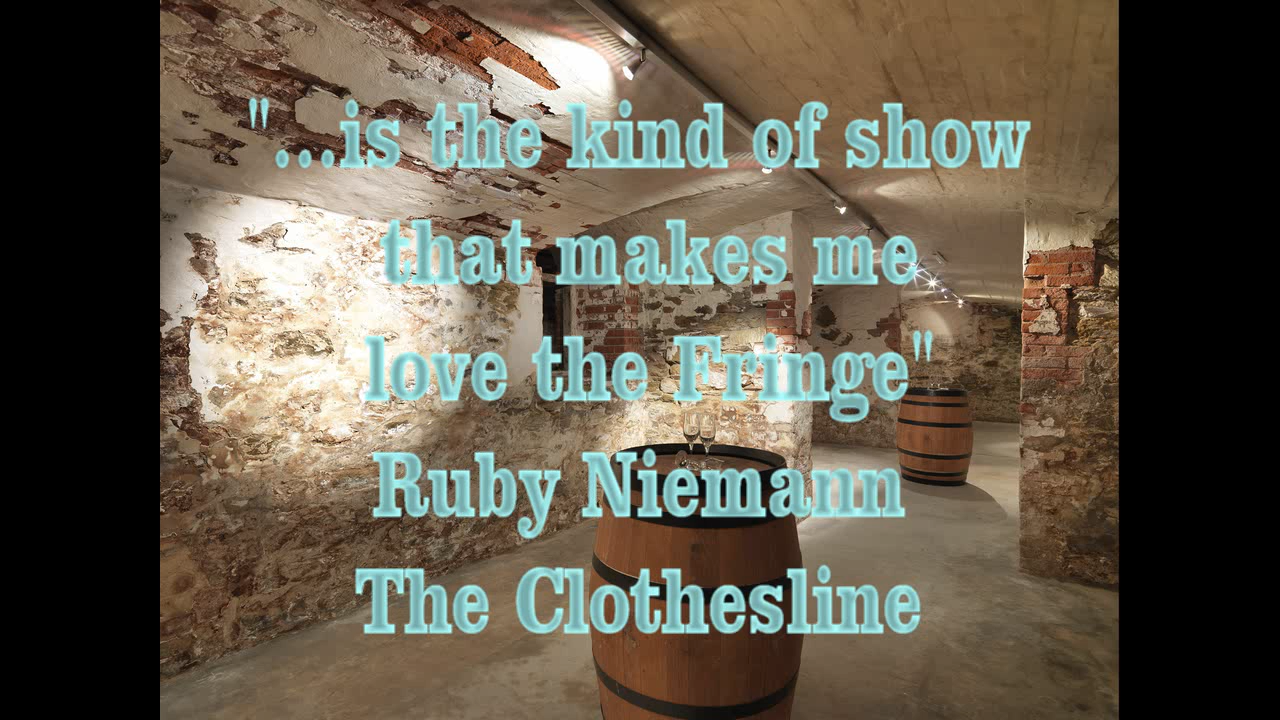 "...is the kind of show
that makes me
love the Fringe"
Ruby Niemann
The Clothesline